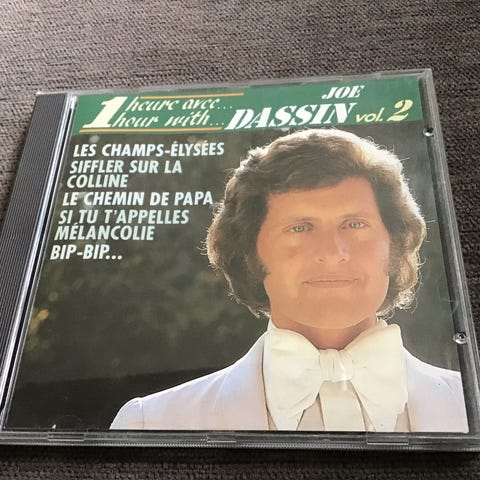 1 heure avec...
1 hour with...
JOE
DASSIN vol. 2
LES CHAMPS-ÉLYSÉES
SIFFLER SUR LA
COLLINE
LE CHEMIN DE PAPA
SI TU T'APPELLES
MÉLANCOLIE
BIP-BIP...